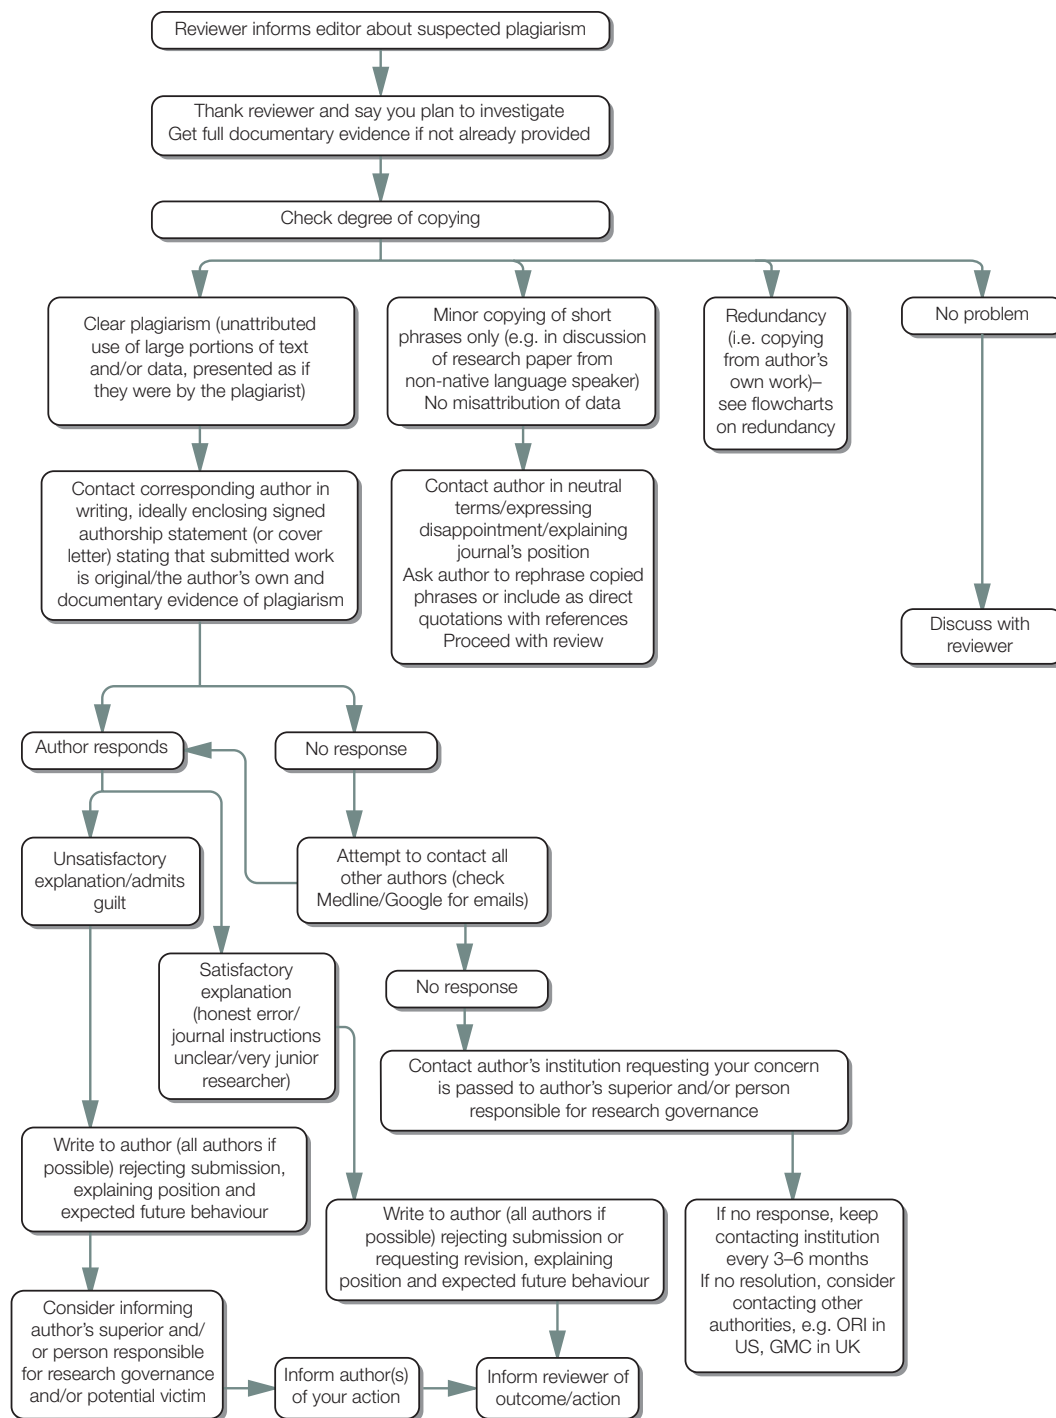 Reviewer informs editor about suspected plagiarism
Thank reviewer and say you plan to investigate
Get full documentary evidence if not already provided
Check degree of copying
Clear plagiarism (unattributed
use of large portions of text
and/or data, presented as if
they were by the plagiarist)
Minor copying of short
phrases only (e.g. in discussion
of research paper from
non-native language speaker)
No misattribution of data
Redundancy
(i.e. copying
from author’s
own work)–
see flowcharts
on redundancy
No problem
Contact corresponding author in
writing, ideally enclosing signed
authorship statement (or cover
letter) stating that submitted work
is original/the author’s own and
documentary evidence of plagiarism
Contact author in neutral
terms/expressing
disappointment/explaining
journal’s position
Ask author to rephrase copied
phrases or include as direct
quotations with references
Proceed with review
Discuss with
reviewer
Author responds
No response
Unsatisfactory
explanation/admits
guilt
Attempt to contact all
other authors (check
Medline/Google for emails)
Satisfactory
explanation
(honest error/
journal instructions
unclear/very junior
researcher)
No response
Contact author’s institution requesting your concern
is passed to author’s superior and/or person
responsible for research governance
Write to author (all authors if
possible) rejecting submission,
explaining position and
expected future behaviour
Write to author (all authors if
possible) rejecting submission or
requesting revision, explaining
position and expected future behaviour
If no response, keep
contacting institution
every 3–6 months
If no resolution, consider
contacting other
authorities, e.g. ORI in
US, GMC in UK
Consider informing
author’s superior and/
or person responsible
for research governance
and/or potential victim
Inform author(s)
of your action
Inform reviewer of
outcome/action